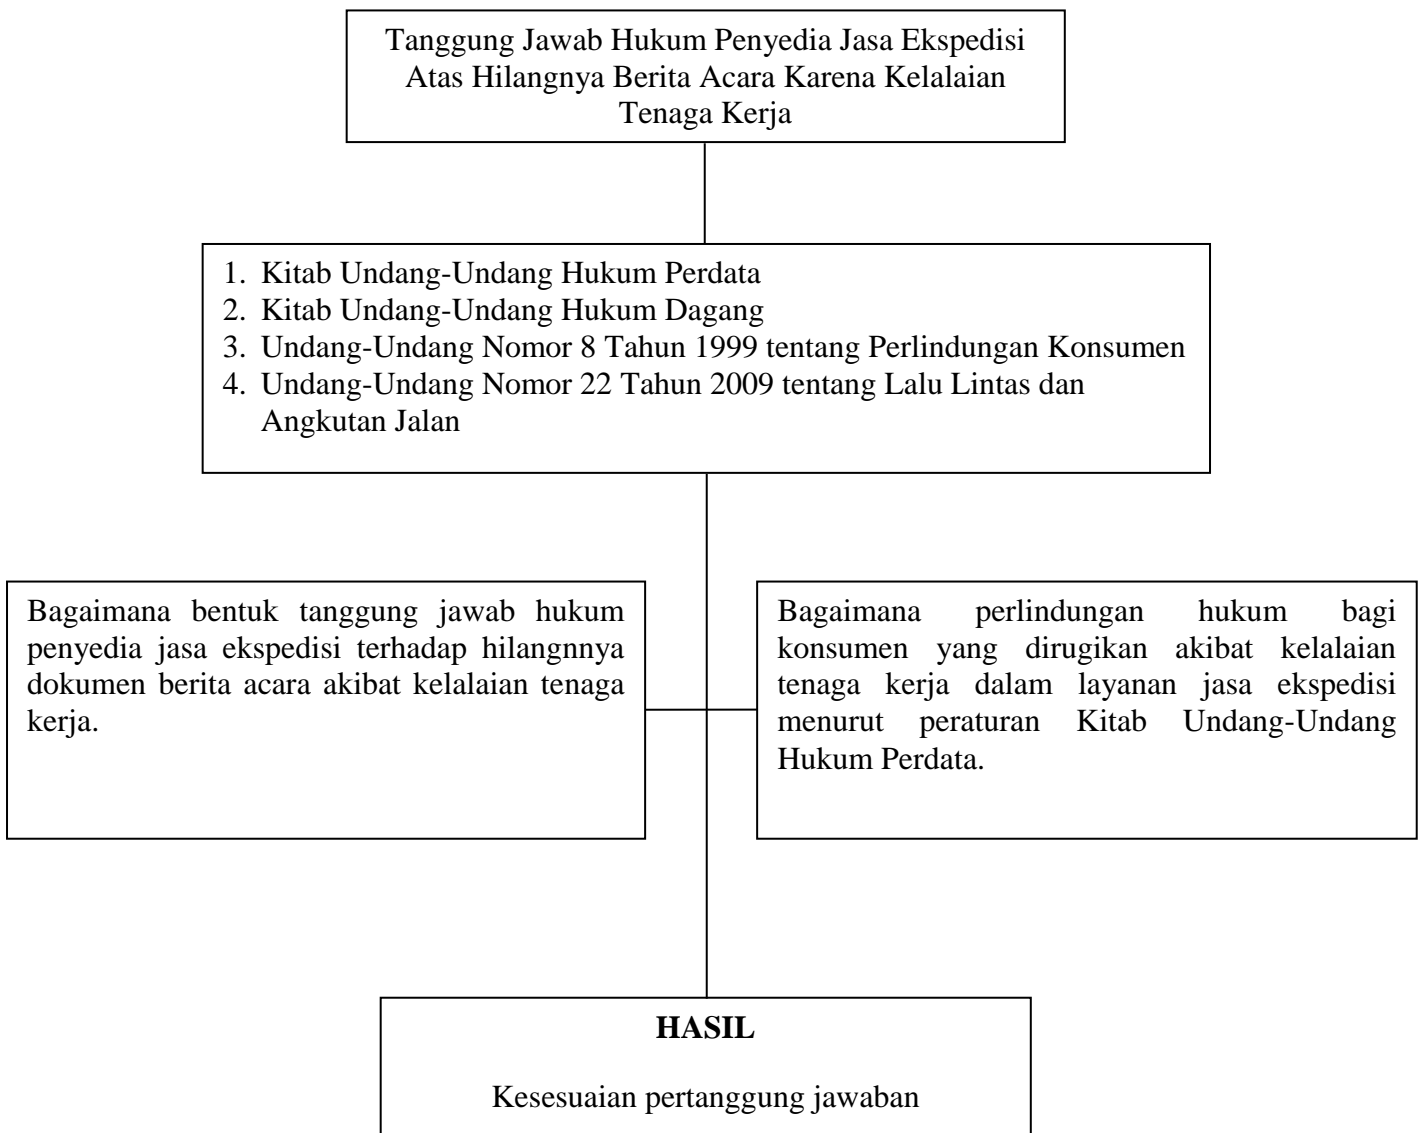 Tanggung Jawab Hukum Penyedia Jasa Ekspedisi
Atas Hilangnya Berita Acara Karena Kelalaian
Tenaga Kerja
1. Kitab Undang-Undang Hukum Perdata
2. Kitab Undang-Undang Hukum Dagang
3. Undang-Undang Nomor 8 Tahun 1999 tentang Perlindungan Konsumen
4. Undang-Undang Nomor 22 Tahun 2009 tentang Lalu Lintas dan
Angkutan Jalan
Bagaimana bentuk tanggung jawab hukum
penyedia jasa ekspedisi terhadap hilangnnya
dokumen berita acara akibat kelalaian tenaga
kerja.
Bagaimana perlindungan hukum bagi
konsumen yang dirugikan akibat kelalaian
tenaga kerja dalam layanan jasa ekspedisi
menurut peraturan Kitab Undang-Undang
Hukum Perdata.
HASIL
Kesesuaian pertanggung jawaban